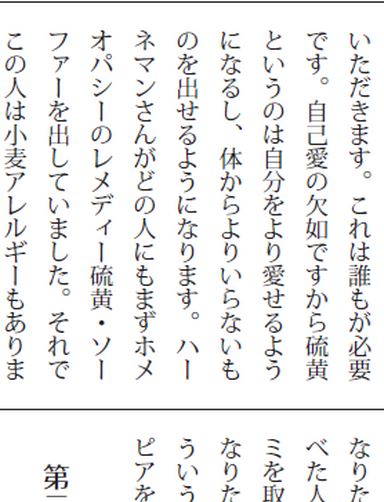 いただきます。これは誰もが必要
です。自己愛の欠如ですから硫黄
というのは自分をより愛せるよう
になるし、体からよりいらないも
のを出せるようになります。ハー
ネマンさんがどの人にもまずホメ
オパシーのレメディー硫黄・ソー
ファーを出していました。それで
この人は小麦アレルギーもありま
なりた
べた人
ミを取
なりた
ういう
ピアを
第